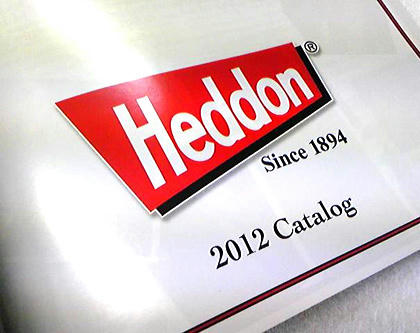 Heddon®
Since 1894
2012 Catalog